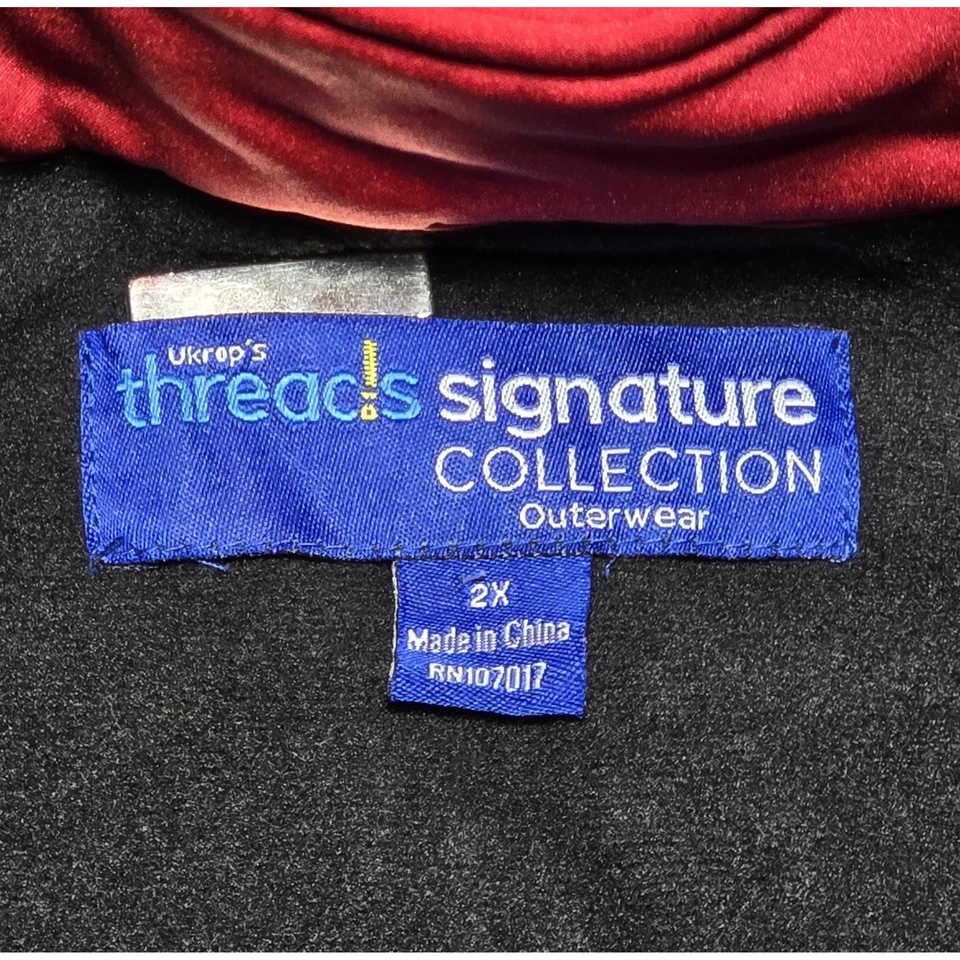 Ukrop's
threads signature
COLLECTION
Outerwear
2X
Made in China
RN107017